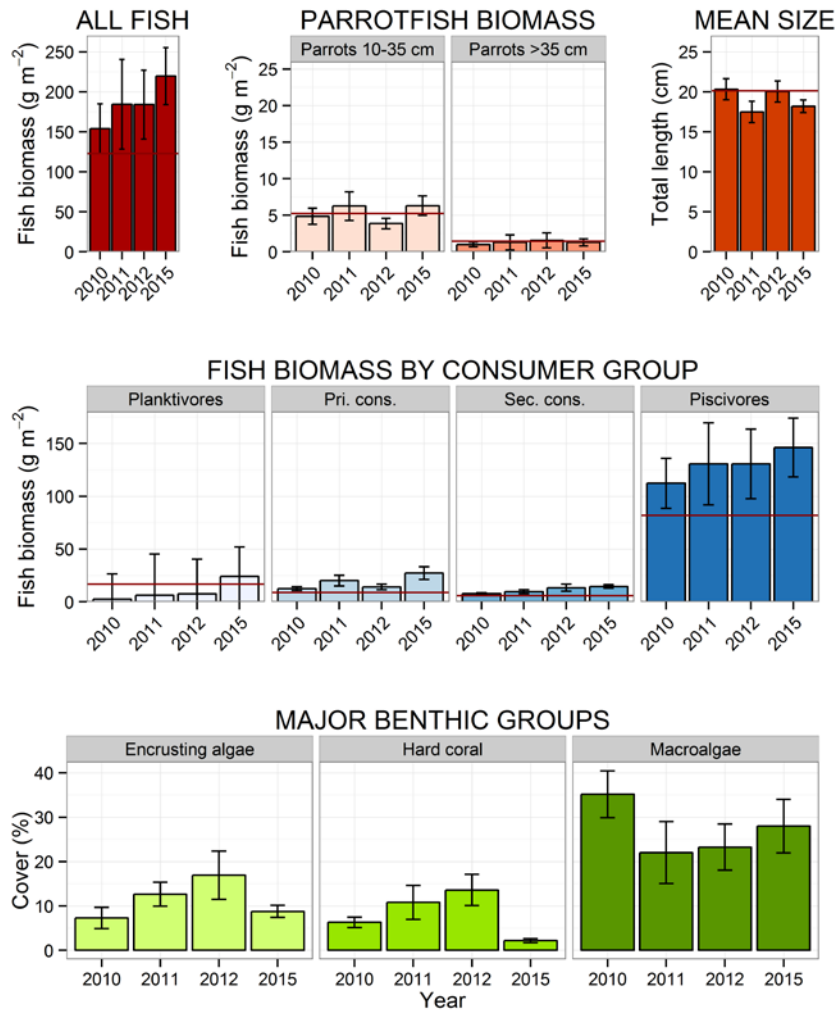 ALL FISH
PARROTFISH BIOMASS
MEAN SIZE
Parrots 10-35 cm
Parrots >35 cm
Fish biomass (g m⁻²)
250
200
150
100
50
0
2010
2011
2012
2015
Fish biomass (g m⁻²)
25
20
15
10
5
0
2010
2011
2012
2015
2010
2011
2012
2015
Total length (cm)
25
20
15
10
5
0
2010
2011
2012
2015
FISH BIOMASS BY CONSUMER GROUP
Planktivores
Pri. cons.
Sec. cons.
Piscivores
Fish biomass (g m⁻²)
150
100
50
0
2010
2011
2012
2015
2010
2011
2012
2015
2010
2011
2012
2015
2010
2011
2012
2015
MAJOR BENTHIC GROUPS
Encrusting algae
Hard coral
Macroalgae
Cover (%)
40
30
20
10
0
2010 2011 2012 2015
2010 2011 2012 2015
2010 2011 2012 2015
Year